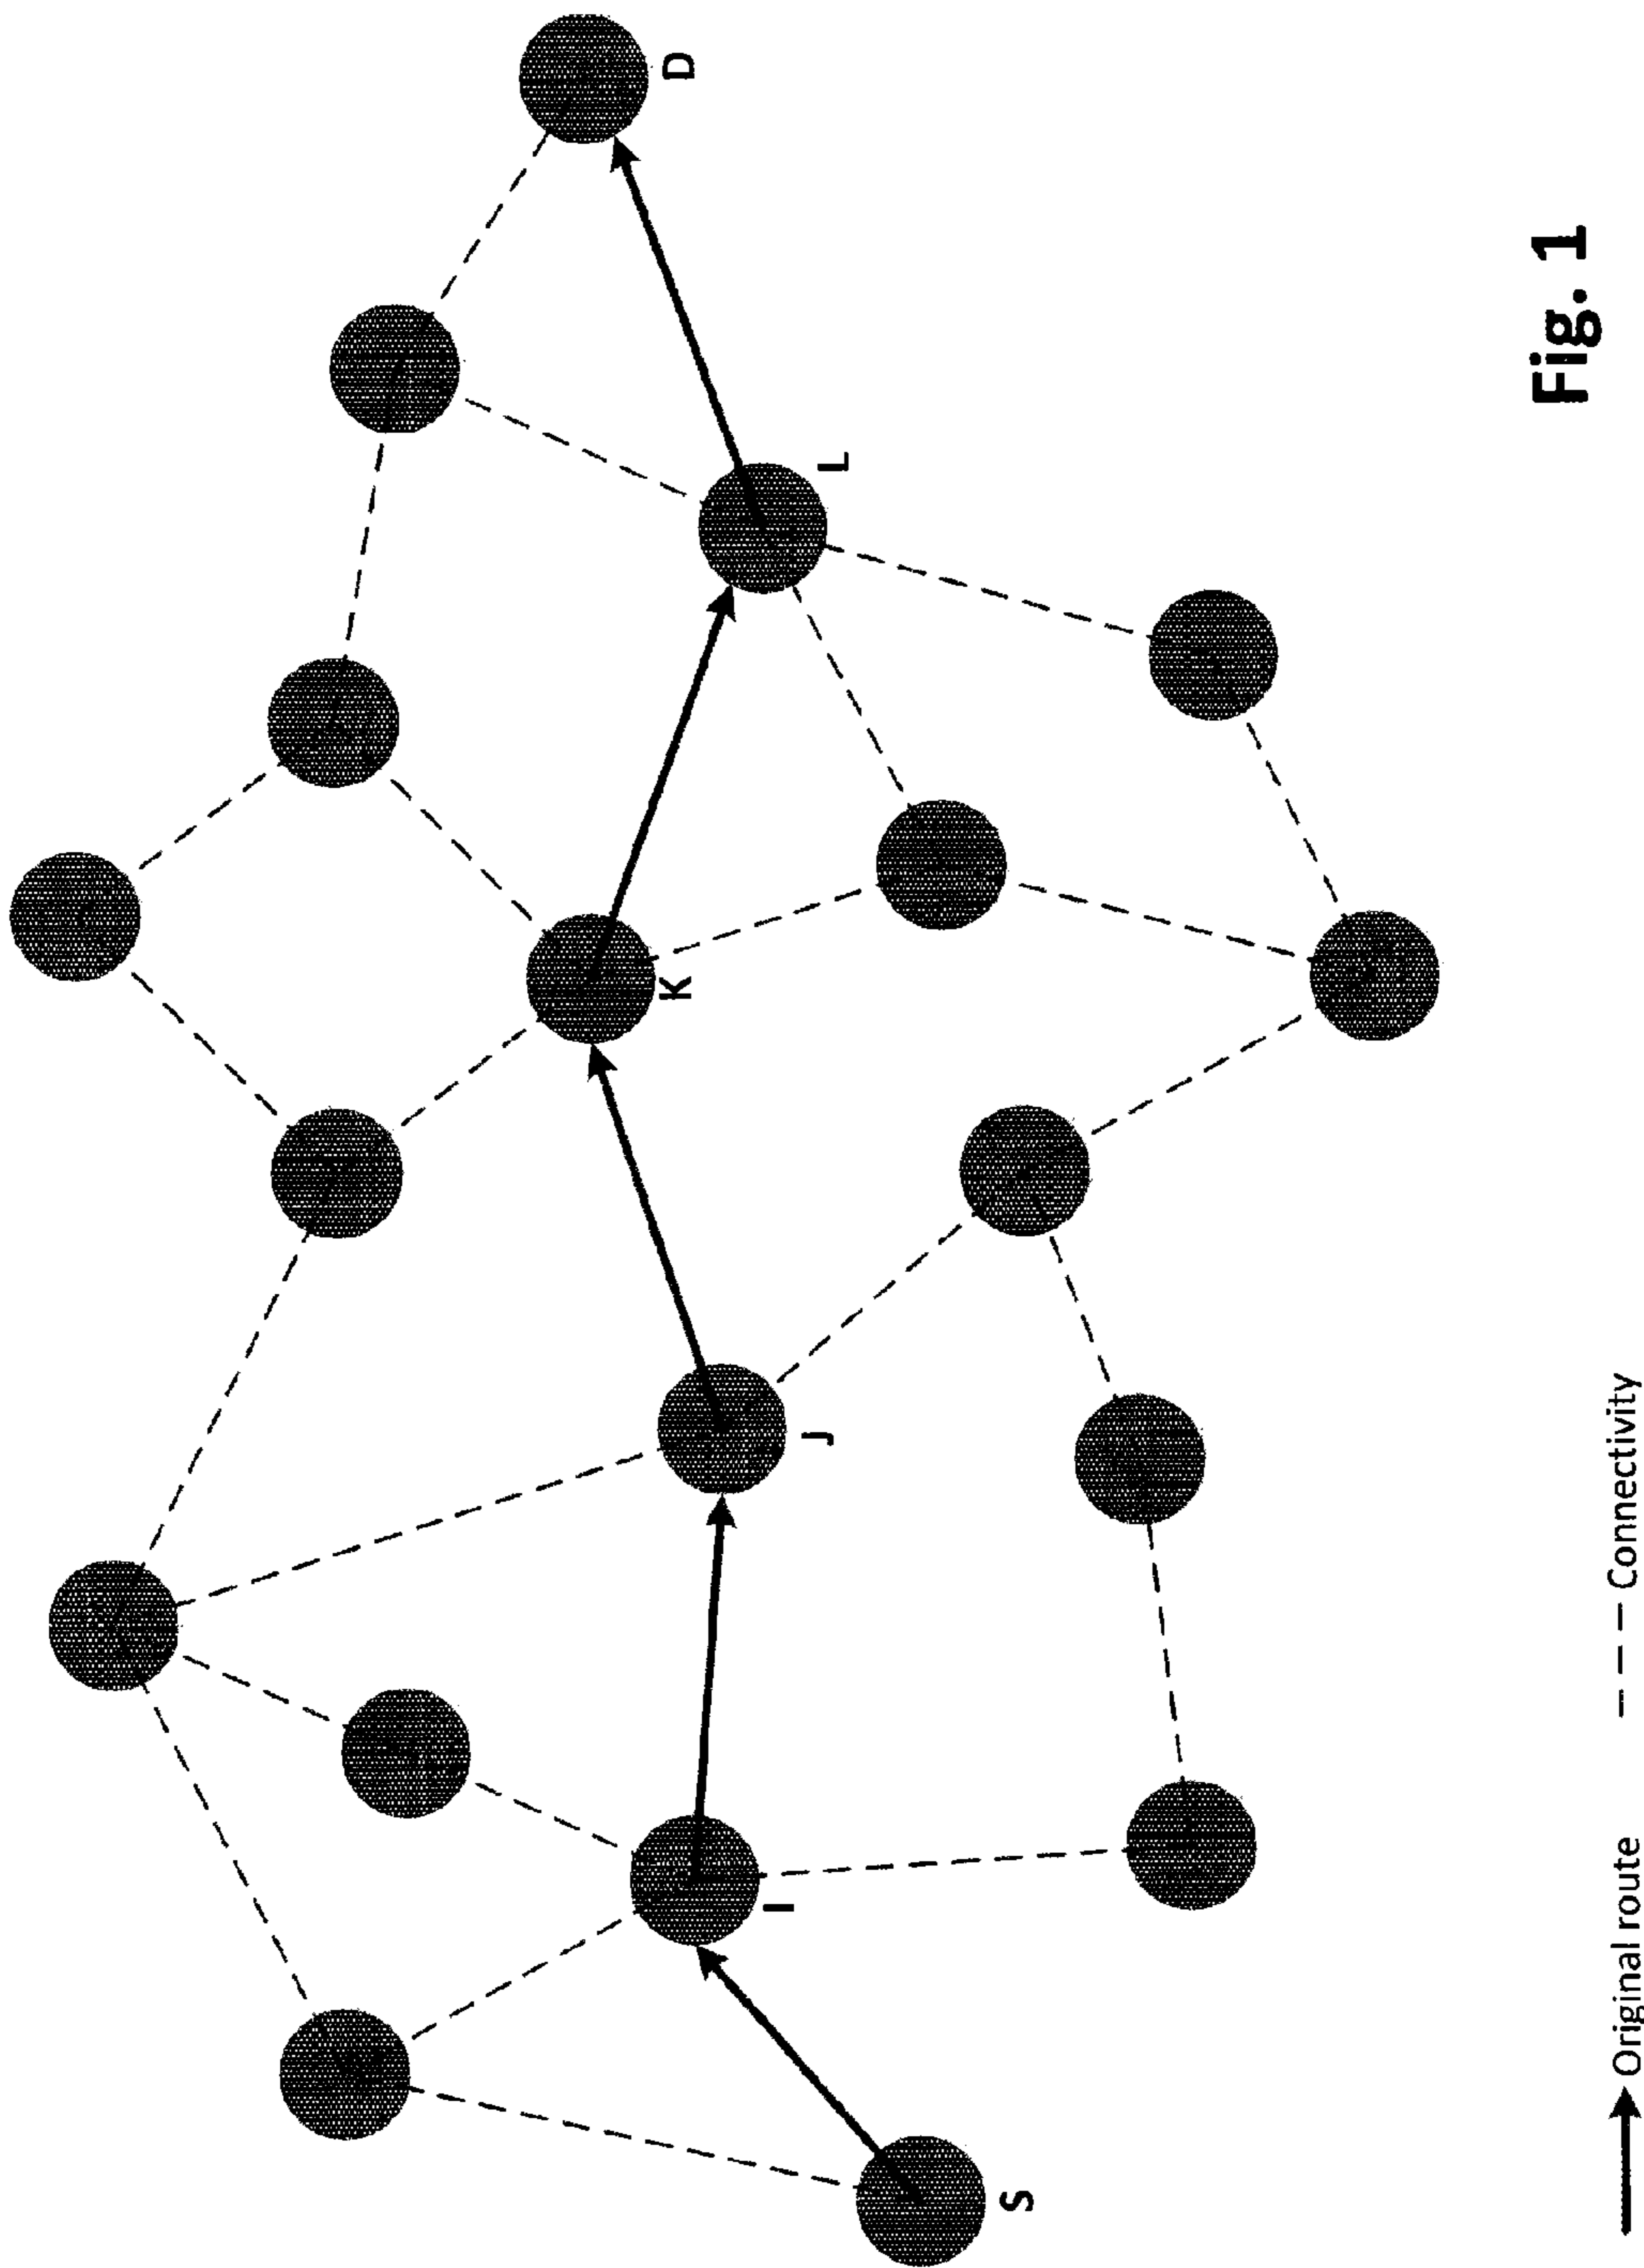 S
I
J
K
L
D
Original route
Connectivity
Fig. 1